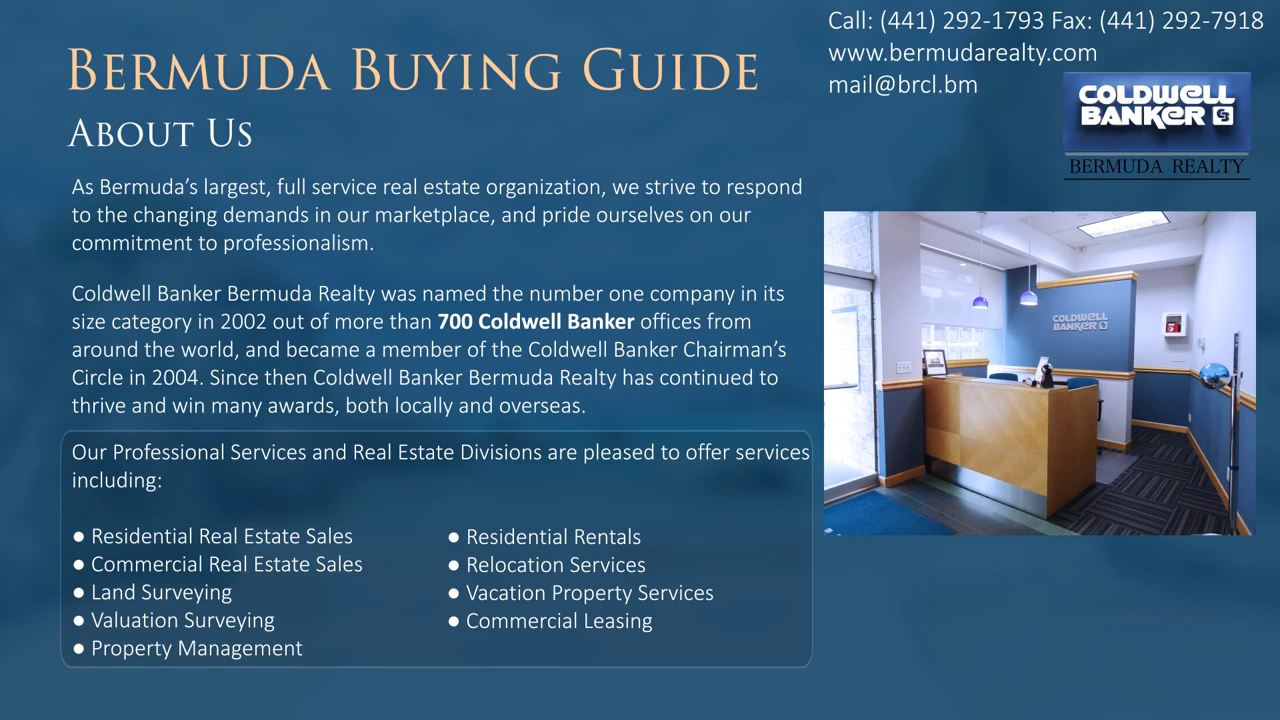 Call: (441) 292-1793 Fax: (441) 292-7918
www.bermudarealty.com
mail@brcl.bm
COLDWELL
BANKER CB
BERMUDA REALTY
BERMUDA BUYING GUIDE
ABOUT US
As Bermuda’s largest, full service real estate organization, we strive to respond
to the changing demands in our marketplace, and pride ourselves on our
commitment to professionalism.
Coldwell Banker Bermuda Realty was named the number one company in its
size category in 2002 out of more than 700 Coldwell Banker offices from
around the world, and became a member of the Coldwell Banker Chairman’s
Circle in 2004. Since then Coldwell Banker Bermuda Realty has continued to
thrive and win many awards, both locally and overseas.
Our Professional Services and Real Estate Divisions are pleased to offer services
including:
● Residential Real Estate Sales
● Commercial Real Estate Sales
● Land Surveying
● Valuation Surveying
● Property Management
● Residential Rentals
● Relocation Services
● Vacation Property Services
● Commercial Leasing
COLDWELL
BANKER